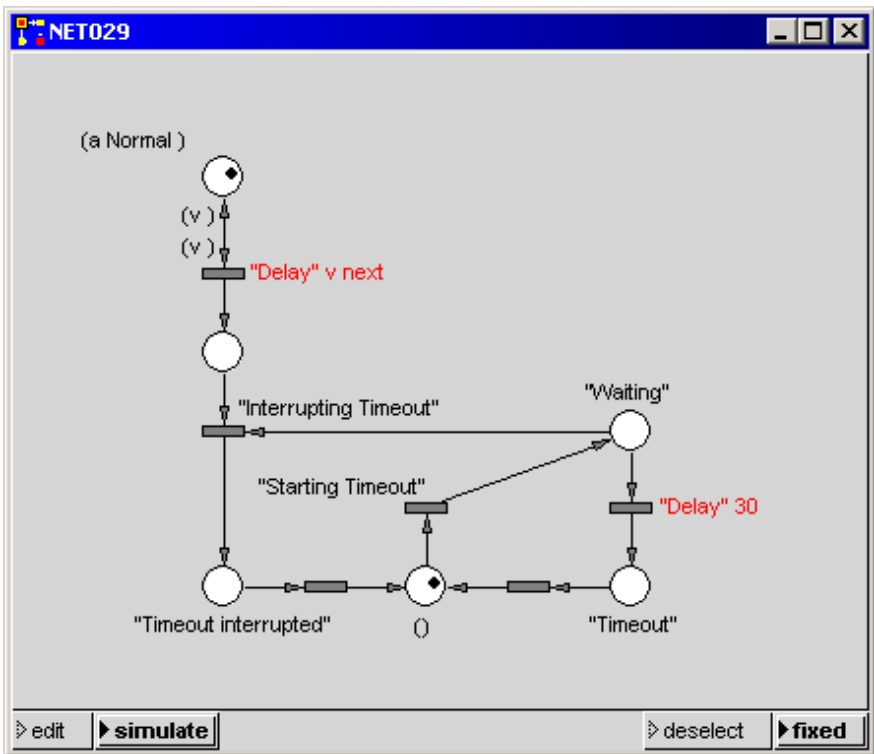 NET029
(a Normal )
(v )
(v )
"Delay" v next
"Waiting"
"Interrupting Timeout"
"Starting Timeout"
"Delay" 30
"Timeout interrupted"
()
"Timeout"
edit
simulate
deselect
fixed